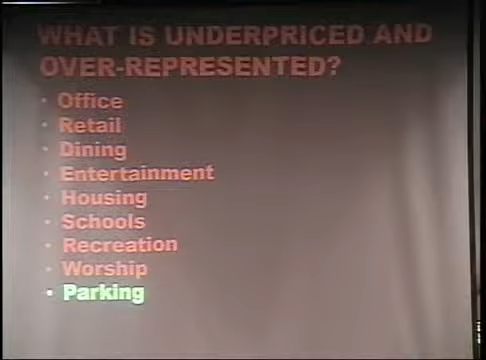 WHAT IS UNDERPRICED AND
OVER-REPRESENTED?
• Office
• Retail
• Dining
• Entertainment
• Housing
• Schools
• Recreation
• Worship
• Parking